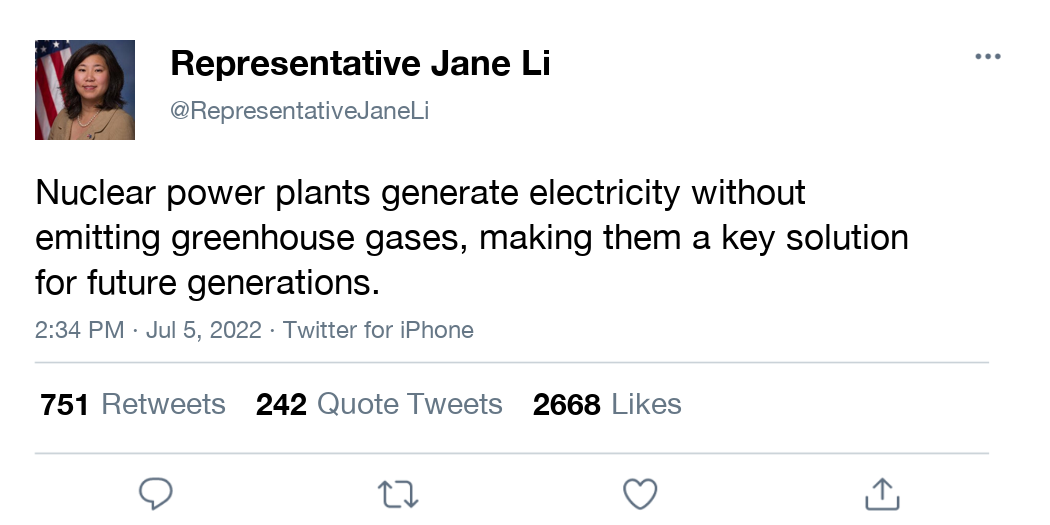 Representative Jane Li
@RepresentativeJaneLi
Nuclear power plants generate electricity without
emitting greenhouse gases, making them a key solution
for future generations.
2:34 PM · Jul 5, 2022 · Twitter for iPhone
751 Retweets 242 Quote Tweets 2668 Likes